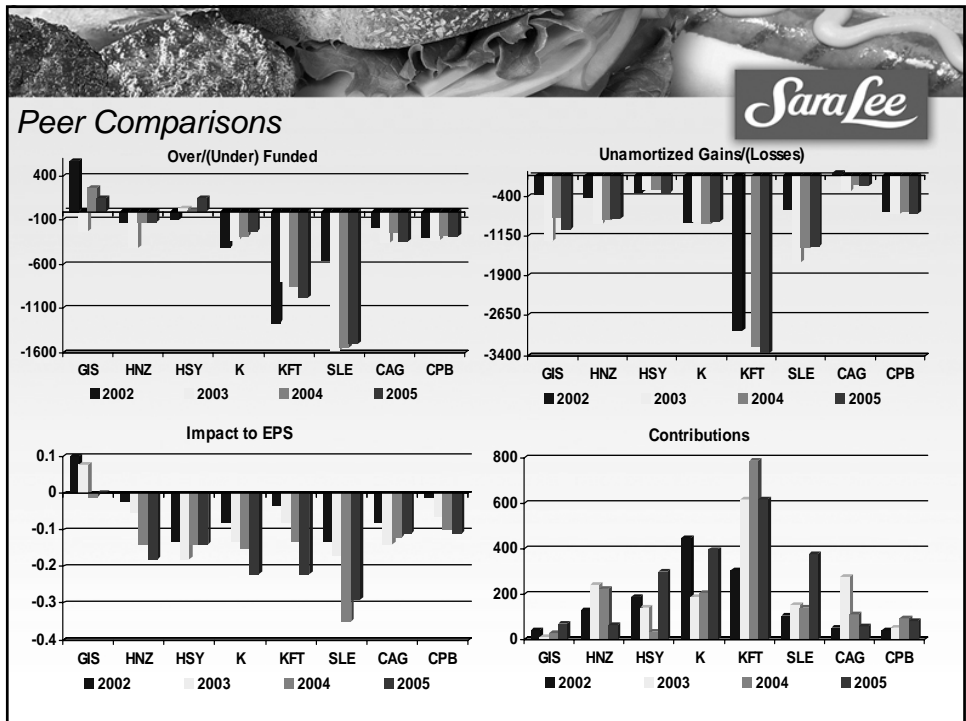 Sara Lee
Peer Comparisons
Over/(Under) Funded
400
-100
-600
-1100
-1600
GIS HNZ HSY K KFT SLE CAG CPB
2002 2003 2004 2005
Unamortized Gains/(Losses)
-400
-1150
-1900
-2650
-3400
GIS HNZ HSY K KFT SLE CAG CPB
2002 2003 2004 2005
Impact to EPS
0.1
0
-0.1
-0.2
-0.3
-0.4
GIS HNZ HSY K KFT SLE CAG CPB
2002 2003 2004 2005
Contributions
800
600
400
200
0
GIS HNZ HSY K KFT SLE CAG CPB
2002 2003 2004 2005